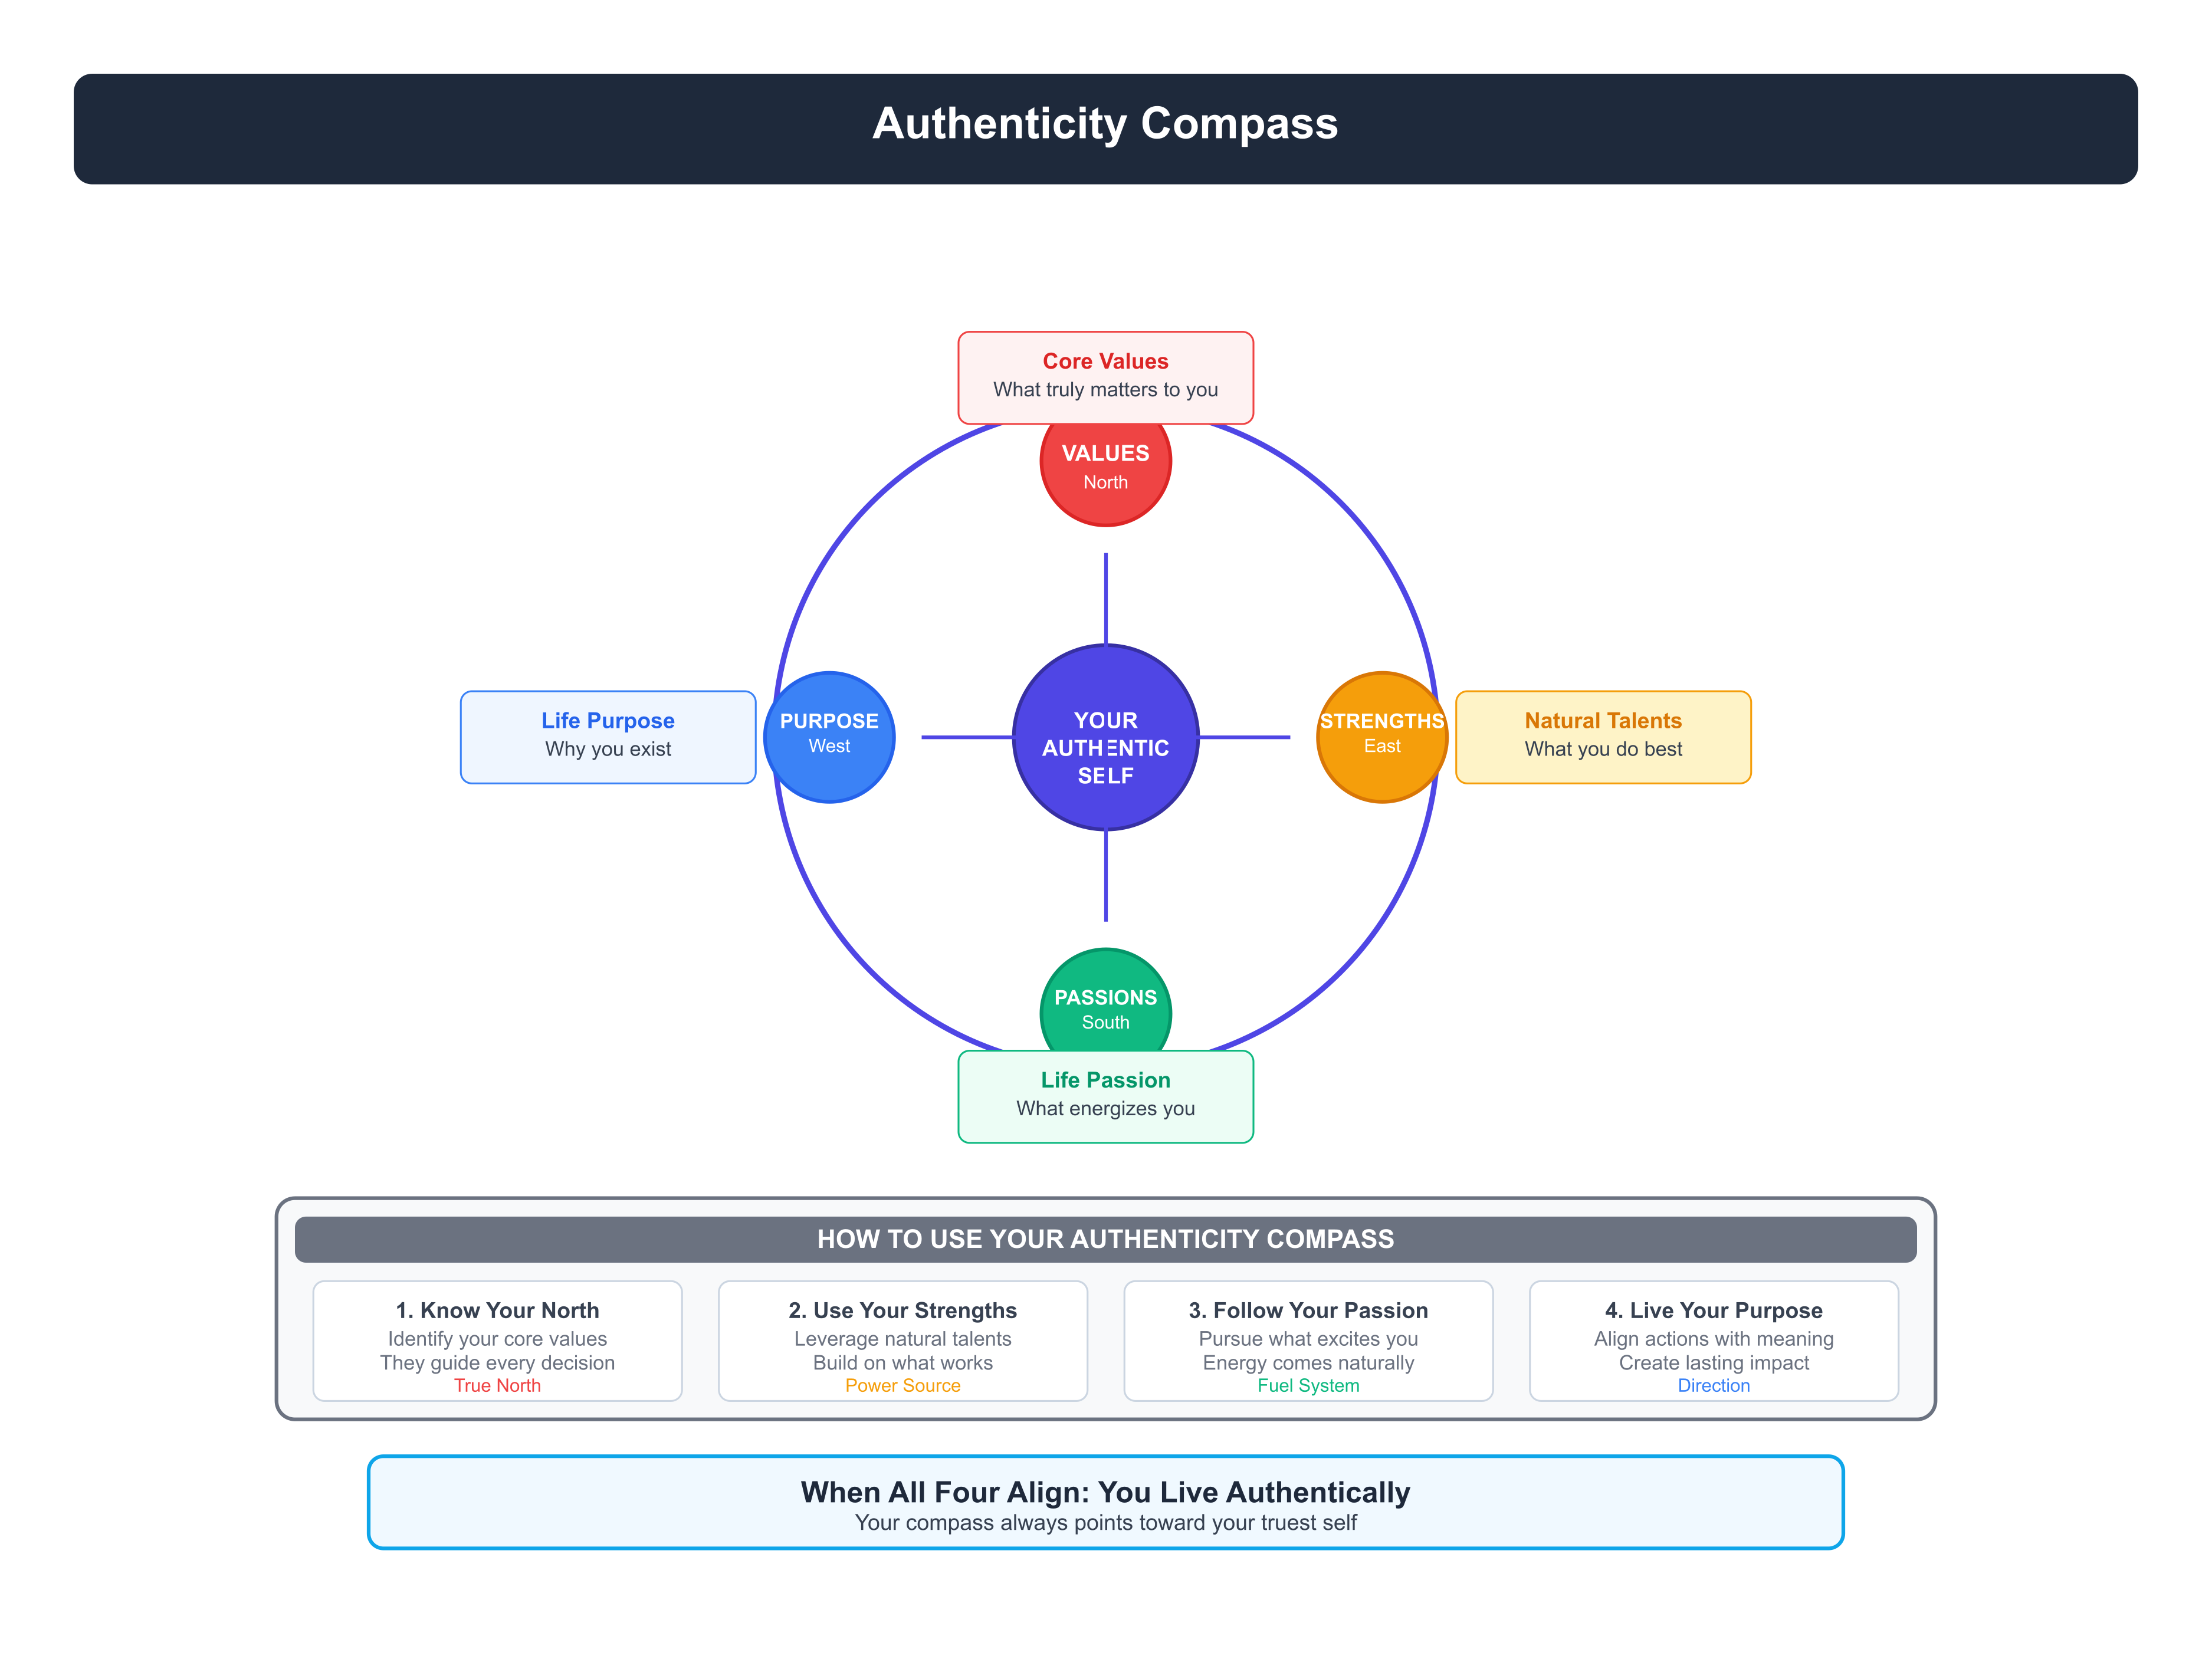 Authenticity Compass
Core Values
What truly matters to you
VALUES
North
Life Purpose
Why you exist
PURPOSE
West
YOUR
AUTHENTIC
SELF
STRENGTHS
East
Natural Talents
What you do best
PASSIONS
South
Life Passion
What energizes you
HOW TO USE YOUR AUTHENTICITY COMPASS
1. Know Your North
Identify your core values
They guide every decision
True North
2. Use Your Strengths
Leverage natural talents
Build on what works
Power Source
3. Follow Your Passion
Pursue what excites you
Energy comes naturally
Fuel System
4. Live Your Purpose
Align actions with meaning
Create lasting impact
Direction
When All Four Align: You Live Authentically
Your compass always points toward your truest self